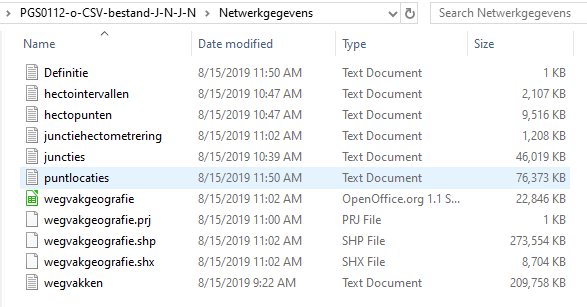 PGS0112-o-CSV-bestand-J-N-J-N > Netwerkgegevens Search Netwerkgegevens
Name Date modified Type Size
Definitie 8/15/2019 11:50 AM Text Document 1 KB
hectointervallen 8/15/2019 10:47 AM Text Document 2,107 KB
hectopunten 8/15/2019 10:47 AM Text Document 9,516 KB
junctiehectometrering 8/15/2019 11:02 AM Text Document 1,208 KB
juncties 8/15/2019 10:39 AM Text Document 46,019 KB
puntlocaties 8/15/2019 11:50 AM Text Document 76,373 KB
wegvakgeografie 8/15/2019 11:02 AM OpenOffice.org 1.1 S... 22,846 KB
wegvakgeografie.prj 8/15/2019 11:00 AM PRJ File 1 KB
wegvakgeografie.shp 8/15/2019 11:02 AM SHP File 273,554 KB
wegvakgeografie.shx 8/15/2019 11:02 AM SHX File 8,704 KB
wegvakken 8/15/2019 9:22 AM Text Document 209,758 KB